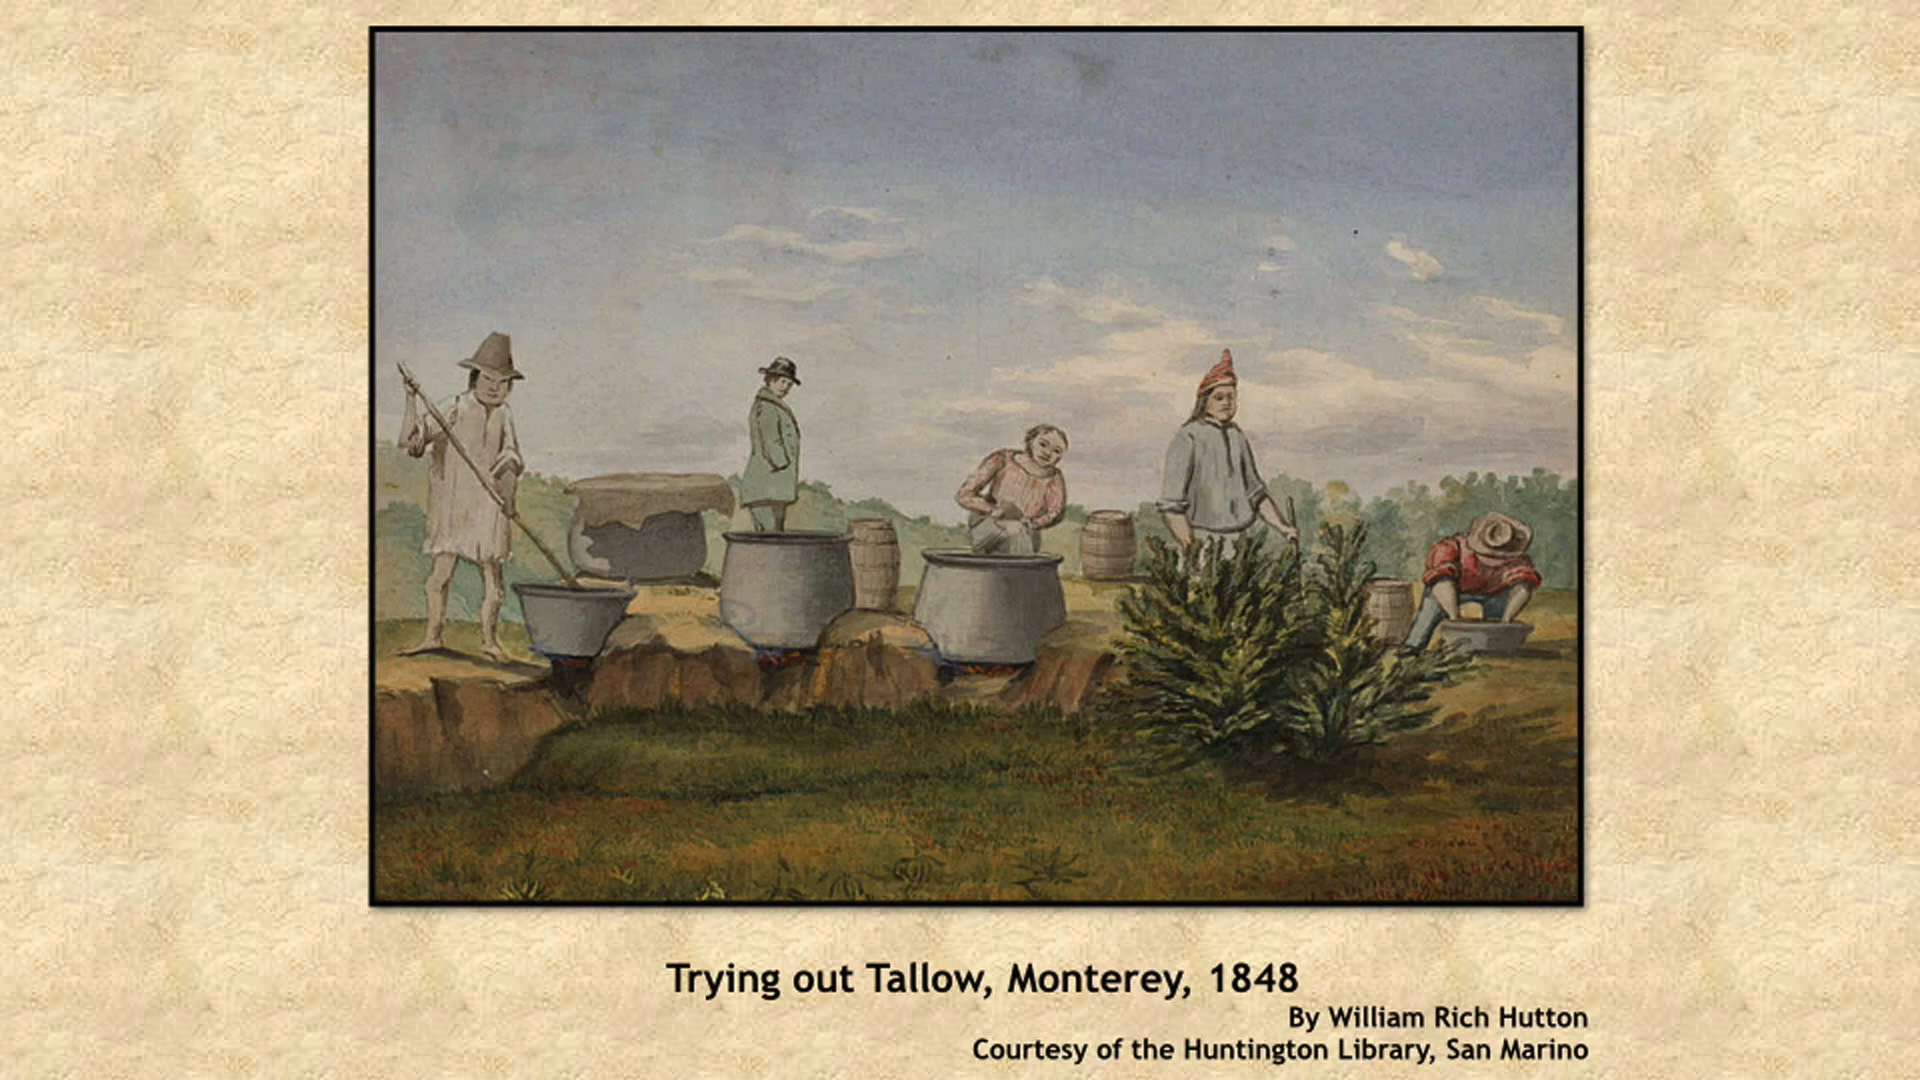 Trying out Tallow, Monterey, 1848
By William Rich Hutton
Courtesy of the Huntington Library, San Marino